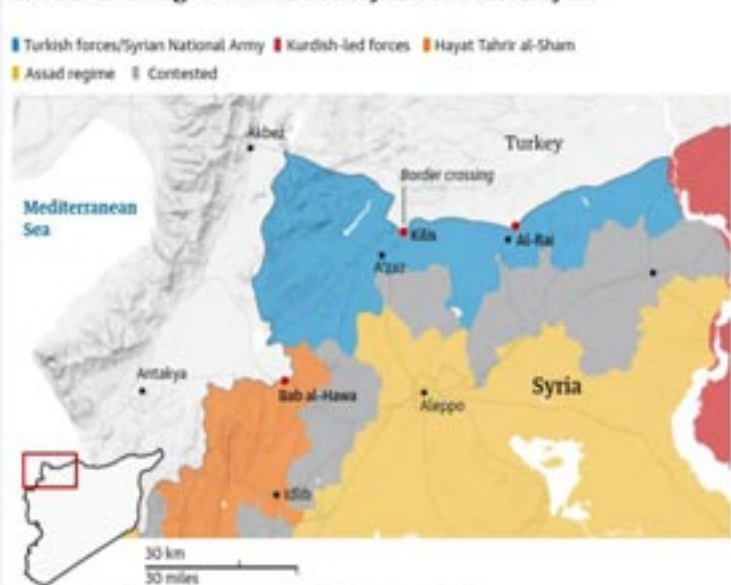 Turkish forces/Syrian National Army Kurdish-led forces Hayat Tahrir al-Sham
Assad regime Contested
Akbez
Turkey
Border crossing
Mediterranean
Sea
Kilis
Al-Rai
A'zaz
Antakya
Bab al-Hawa
Syria
Aleppo
Idlib
30 km
30 miles